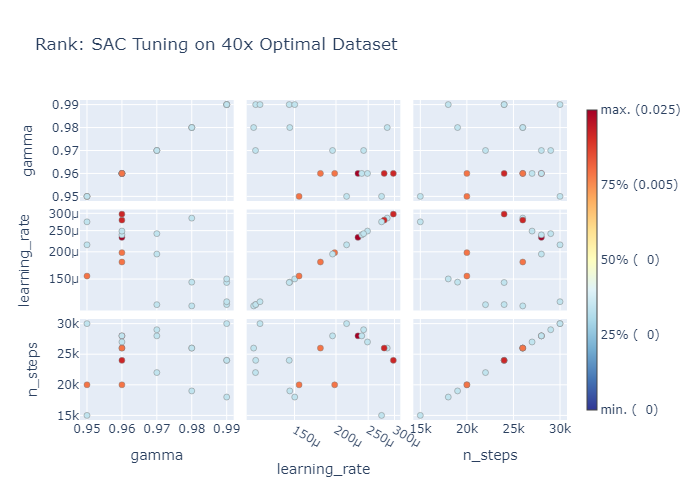 Rank: SAC Tuning on 40x Optimal Dataset
0.99
0.98
0.97
0.96
0.95
gamma
300μ
250μ
200μ
150μ
learning_rate
30k
25k
20k
15k
n_steps
0.95 0.96 0.97 0.98 0.99
gamma
150μ 200μ 250μ 300μ
learning_rate
15k 20k 25k 30k
n_steps
max. (0.025)
75% (0.005)
50% (  0)
25% (  0)
min. (  0)